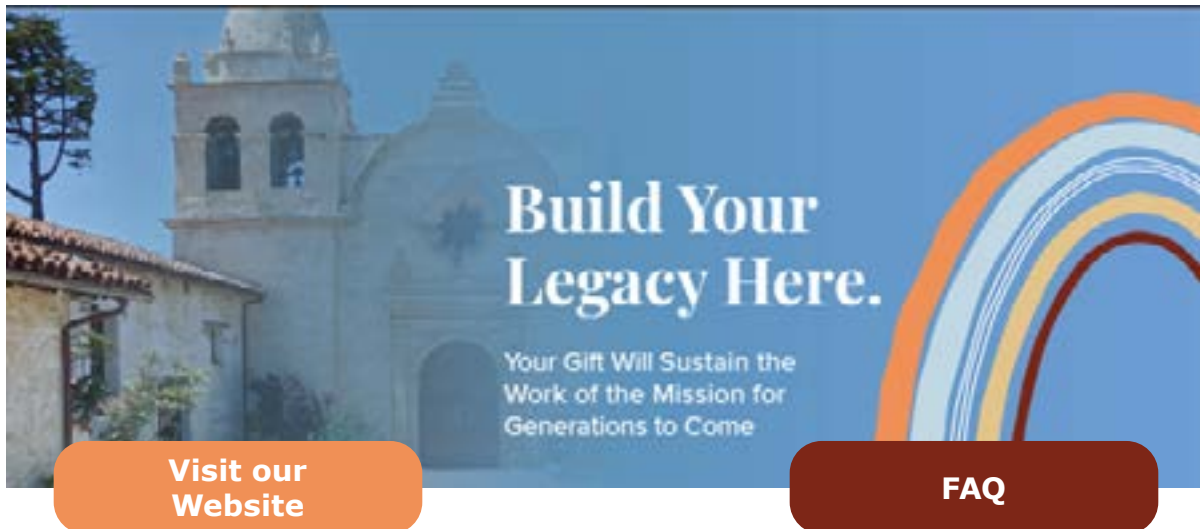 Build Your
Legacy Here.
Your Gift Will Sustain the
Work of the Mission for
Generations to Come
Visit our
Website
FAQ